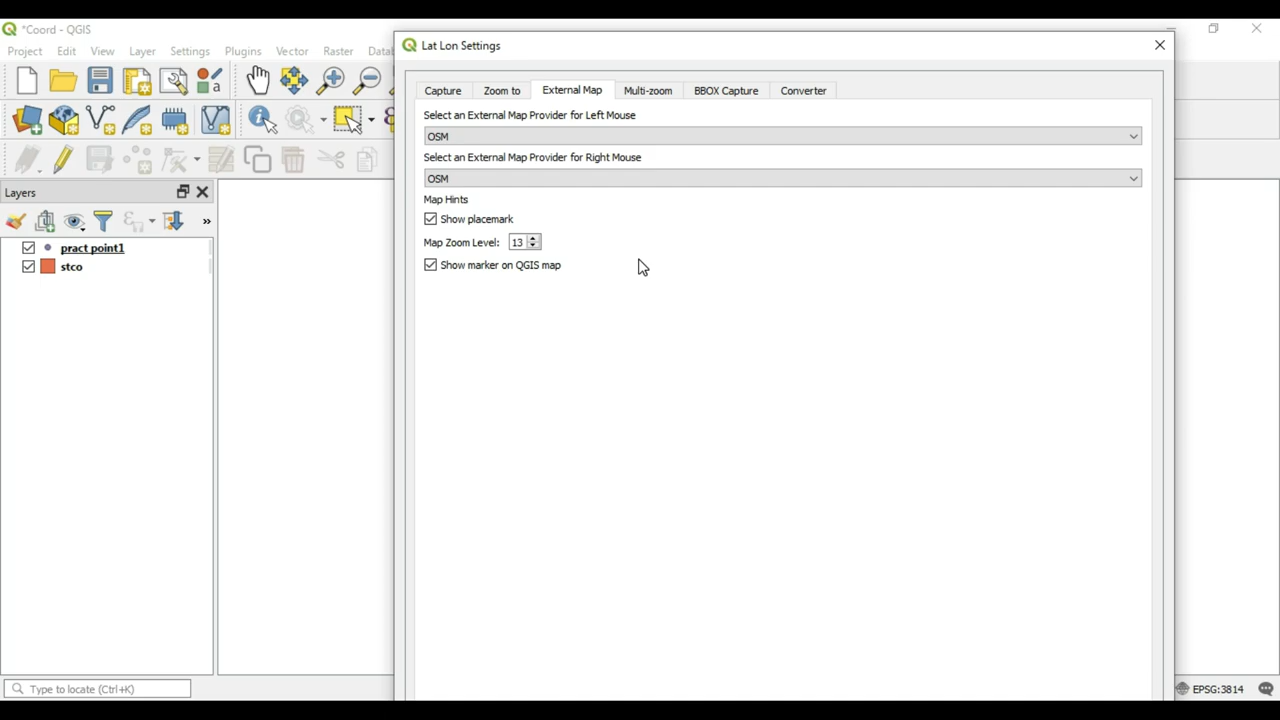 *Coord - QGIS
Project Edit View Layer Settings Plugins Vector Raster Datab
Layers
pract point1
stco
Type to locate (Ctrl+K)
Lat Lon Settings
Capture Zoom to External Map Multi-zoom BBOX Capture Converter
Select an External Map Provider for Left Mouse
OSM
Select an External Map Provider for Right Mouse
OSM
Map Hints
Show placemark
Map Zoom Level: 13
Show marker on QGIS map
EPSG:3814